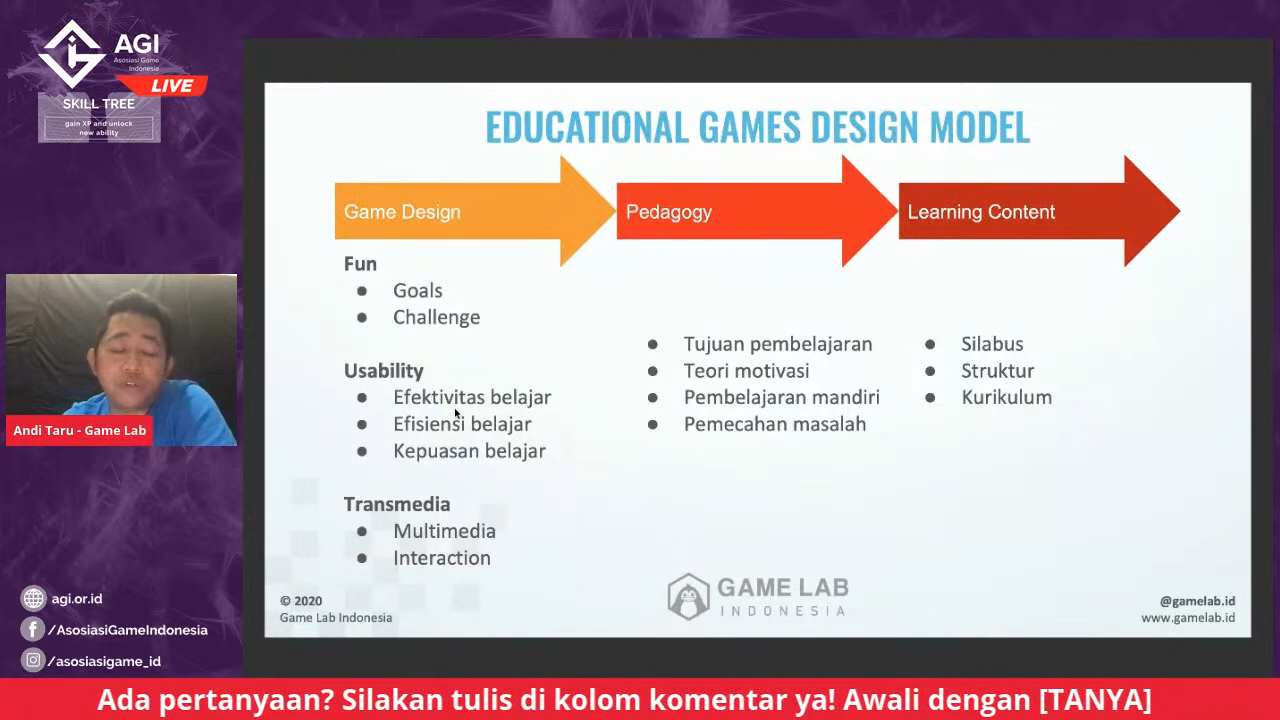 AGI
Asosiasi Game
Indonesia
LIVE
SKILL TREE
gain XP and unlock
new ability
EDUCATIONAL GAMES DESIGN MODEL
Game Design
Pedagogy
Learning Content
Fun
Goals
Challenge
Usability
Efektivitas belajar
Efisiensi belajar
Kepuasan belajar
Transmedia
Multimedia
Interaction
Tujuan pembelajaran
Teori motivasi
Pembelajaran mandiri
Pemecahan masalah
Silabus
Struktur
Kurikulum
Andi Taru - Game Lab
© 2020
Game Lab Indonesia
GAME LAB
INDONESIA
@gamelab.id
www.gamelab.id
agi.or.id
/AsosiasiGameIndonesia
/asosiasigame_id
Ada pertanyaan? Silakan tulis di kolom komentar ya! Awali dengan [TANYA]